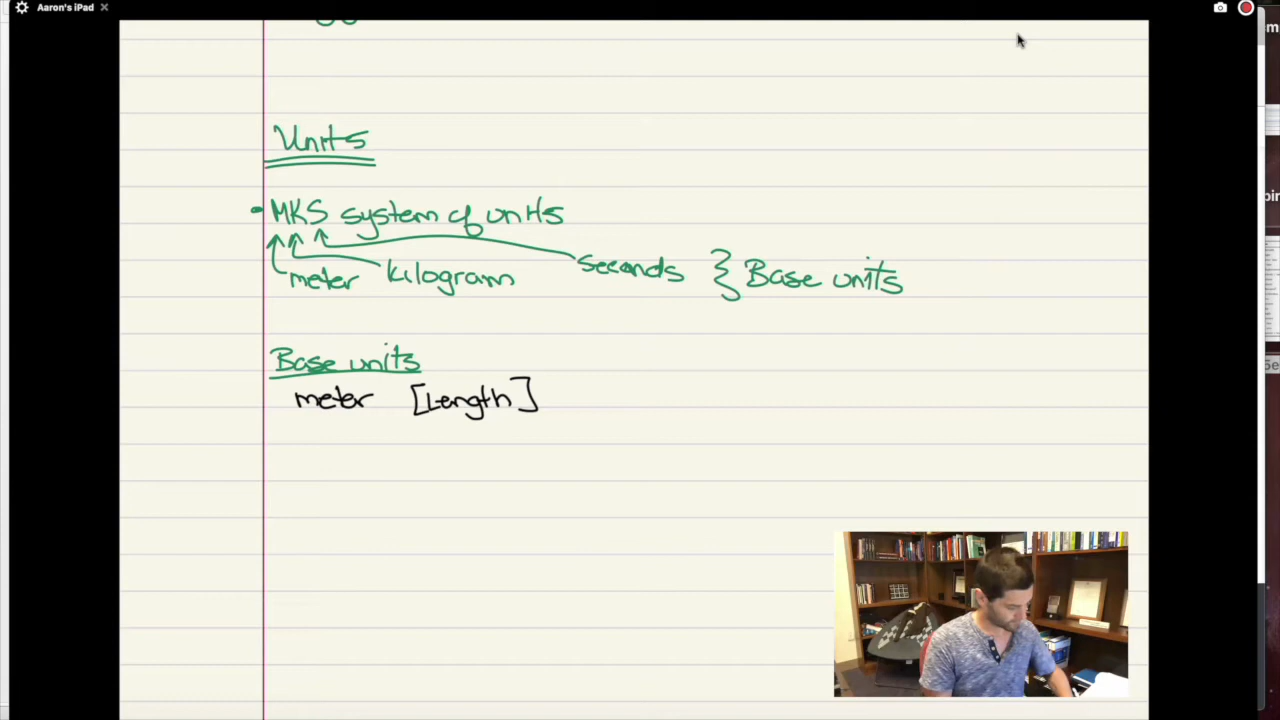 Aaron's iPad
Units
MKS system of units
meter kilogram seconds } Base units
Base units
meter [Length]